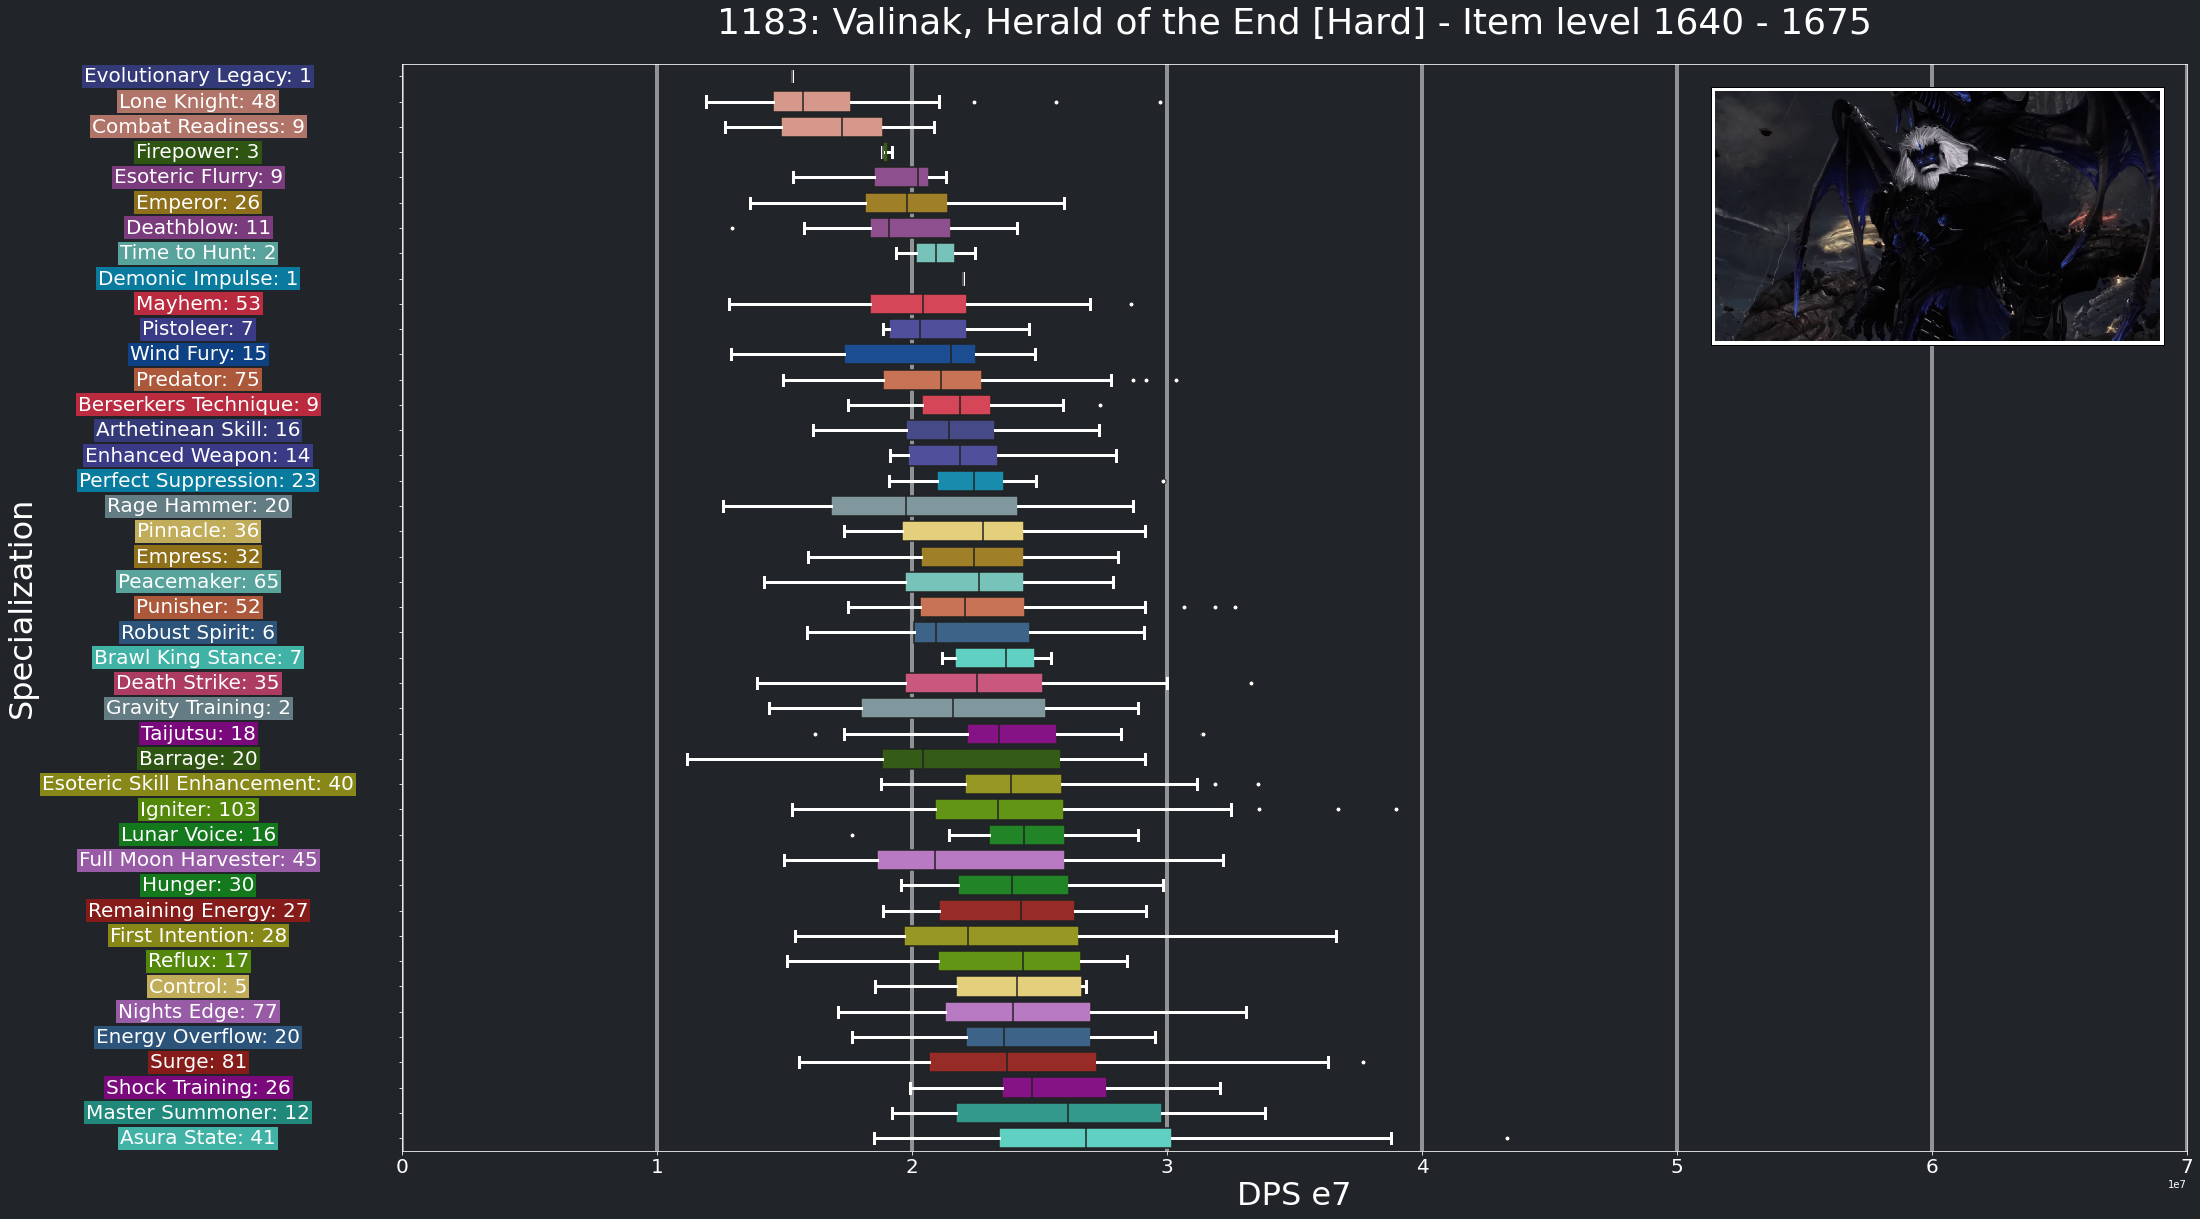 1183: Valinak, Herald of the End [Hard] - Item level 1640 - 1675
Specialization
Evolutionary Legacy: 1
Lone Knight: 48
Combat Readiness: 9
Firepower: 3
Esoteric Flurry: 9
Emperor: 26
Deathblow: 11
Time to Hunt: 2
Demonic Impulse: 1
Mayhem: 53
Pistoleer: 7
Wind Fury: 15
Predator: 75
Berserkers Technique: 9
Arthetinean Skill: 16
Enhanced Weapon: 14
Perfect Suppression: 23
Rage Hammer: 20
Pinnacle: 36
Empress: 32
Peacemaker: 65
Punisher: 52
Robust Spirit: 6
Brawl King Stance: 7
Death Strike: 35
Gravity Training: 2
Taijutsu: 18
Barrage: 20
Esoteric Skill Enhancement: 40
Igniter: 103
Lunar Voice: 16
Full Moon Harvester: 45
Hunger: 30
Remaining Energy: 27
First Intention: 28
Reflux: 17
Control: 5
Nights Edge: 77
Energy Overflow: 20
Surge: 81
Shock Training: 26
Master Summoner: 12
Asura State: 41
0 1 2 3 4 5 6 7
1e7
DPS e7